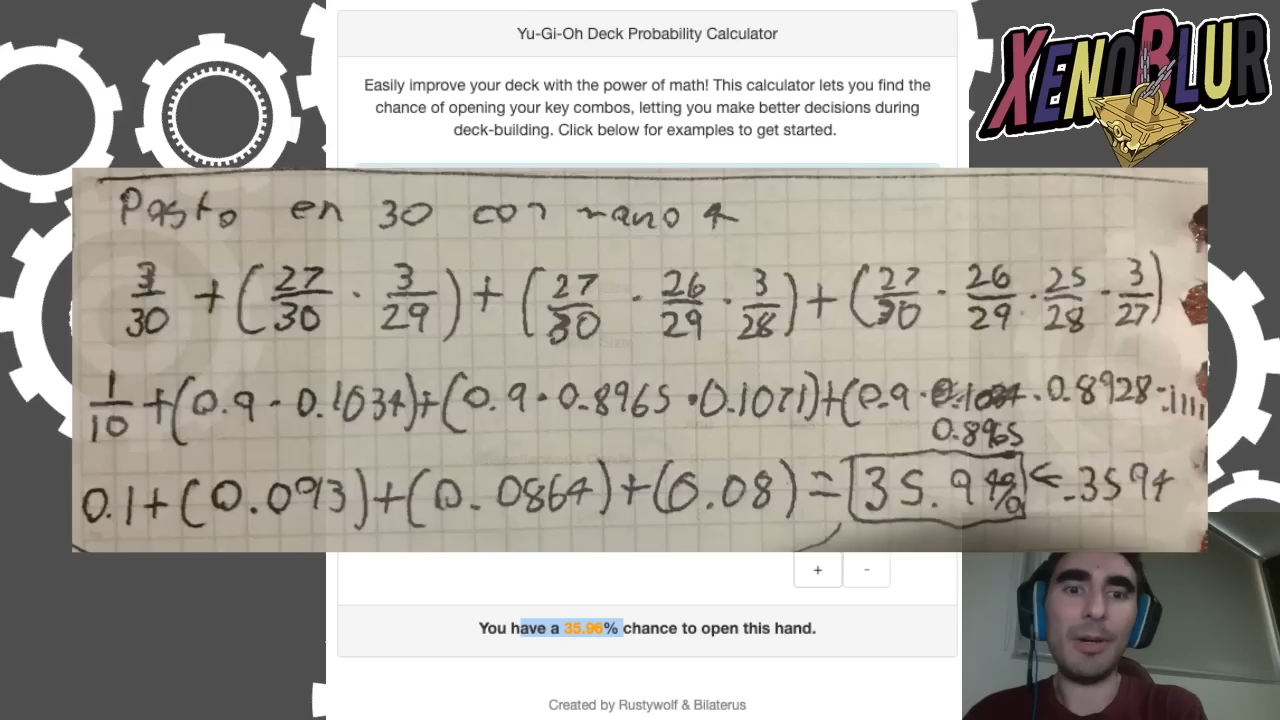 Yu-Gi-Oh Deck Probability Calculator
XENOBLUR
Easily improve your deck with the power of math! This calculator lets you find the
chance of opening your key combos, letting you make better decisions during
deck-building. Click below for examples to get started.
Pasto en 30 con mano 4
3/30 + (27/30 · 3/29) + (27/30 · 26/29 · 3/28) + (27/30 · 26/29 · 25/28 · 3/27)
1/10 + (0.9 · 0.1034) + (0.9 · 0.8965 · 0.1071) + (0.9 · 0.8965 · 0.8928 · .1111
0.1 + (0.093) + (0.0864) + (0.08) = 35.94% ← .3594
+ -
You have a 35.96% chance to open this hand.
Created by Rustywolf & Bilaterus